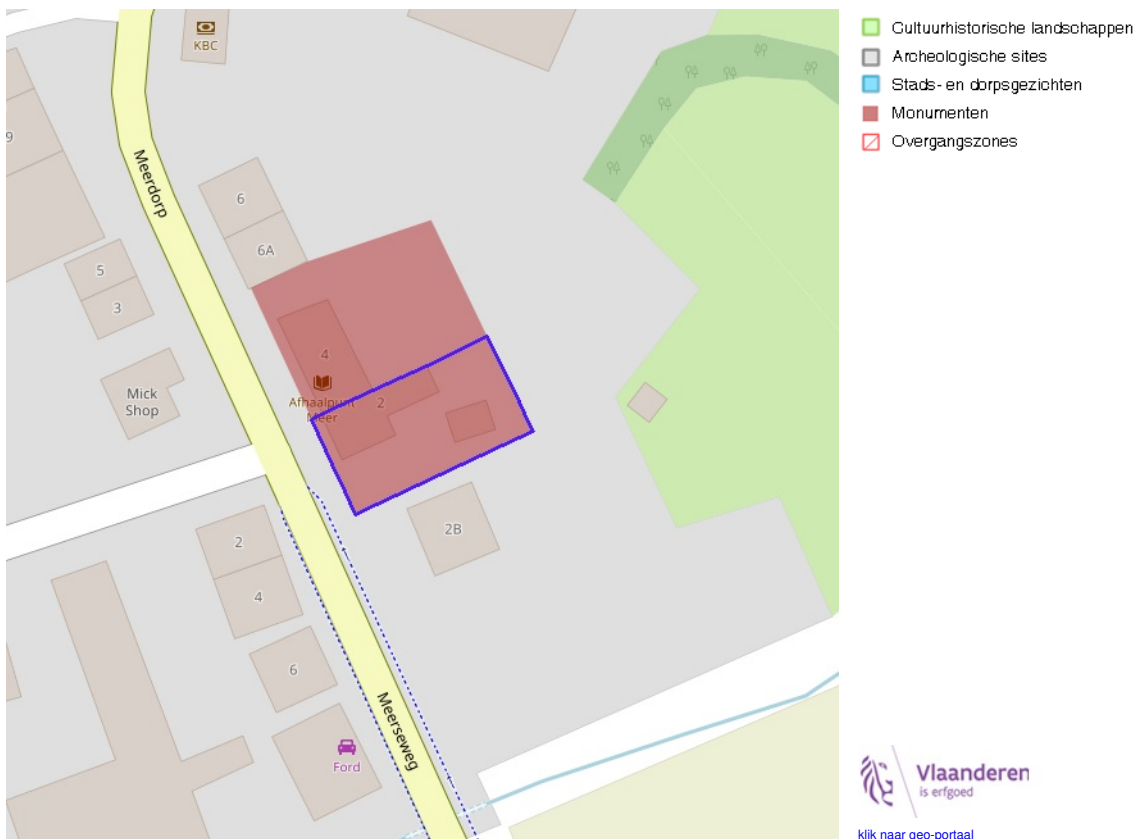 KBC
9
Meerdorp
6
6A
5
3
4
Mick
Shop
Afhaalpunt
Meer
2
2B
2
4
6
Meerseweg
Ford
Cultuurhistorische landschappen
Archeologische sites
Stads- en dorpsgezichten
Monumenten
Overgangszones
Vlaanderen
is erfgoed
klik naar geo-portaal